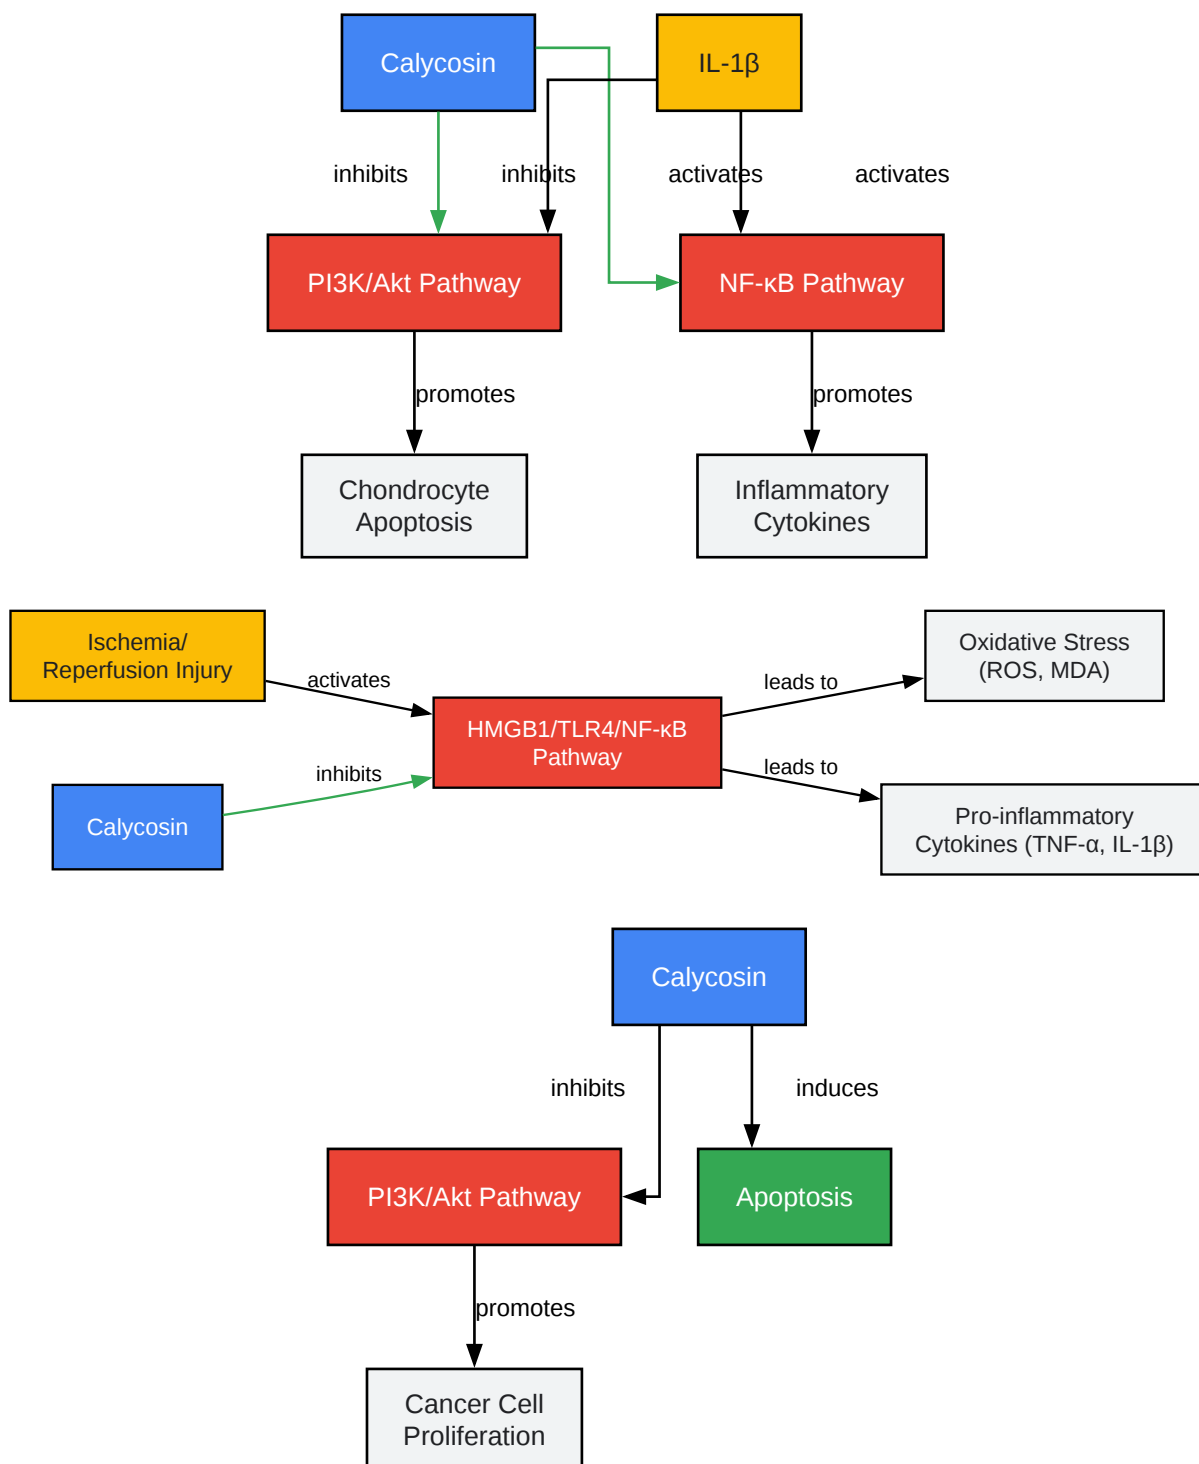 Calycosin
IL-1β
inhibits
inhibits
activates
activates
PI3K/Akt Pathway
NF-κB Pathway
promotes
promotes
Chondrocyte
Apoptosis
Inflammatory
Cytokines
Ischemia/
Reperfusion Injury
activates
inhibits
Calycosin
HMGB1/TLR4/NF-κB
Pathway
leads to
leads to
Oxidative Stress
(ROS, MDA)
Pro-inflammatory
Cytokines (TNF-α, IL-1β)
Calycosin
inhibits
induces
PI3K/Akt Pathway
Apoptosis
promotes
Cancer Cell
Proliferation